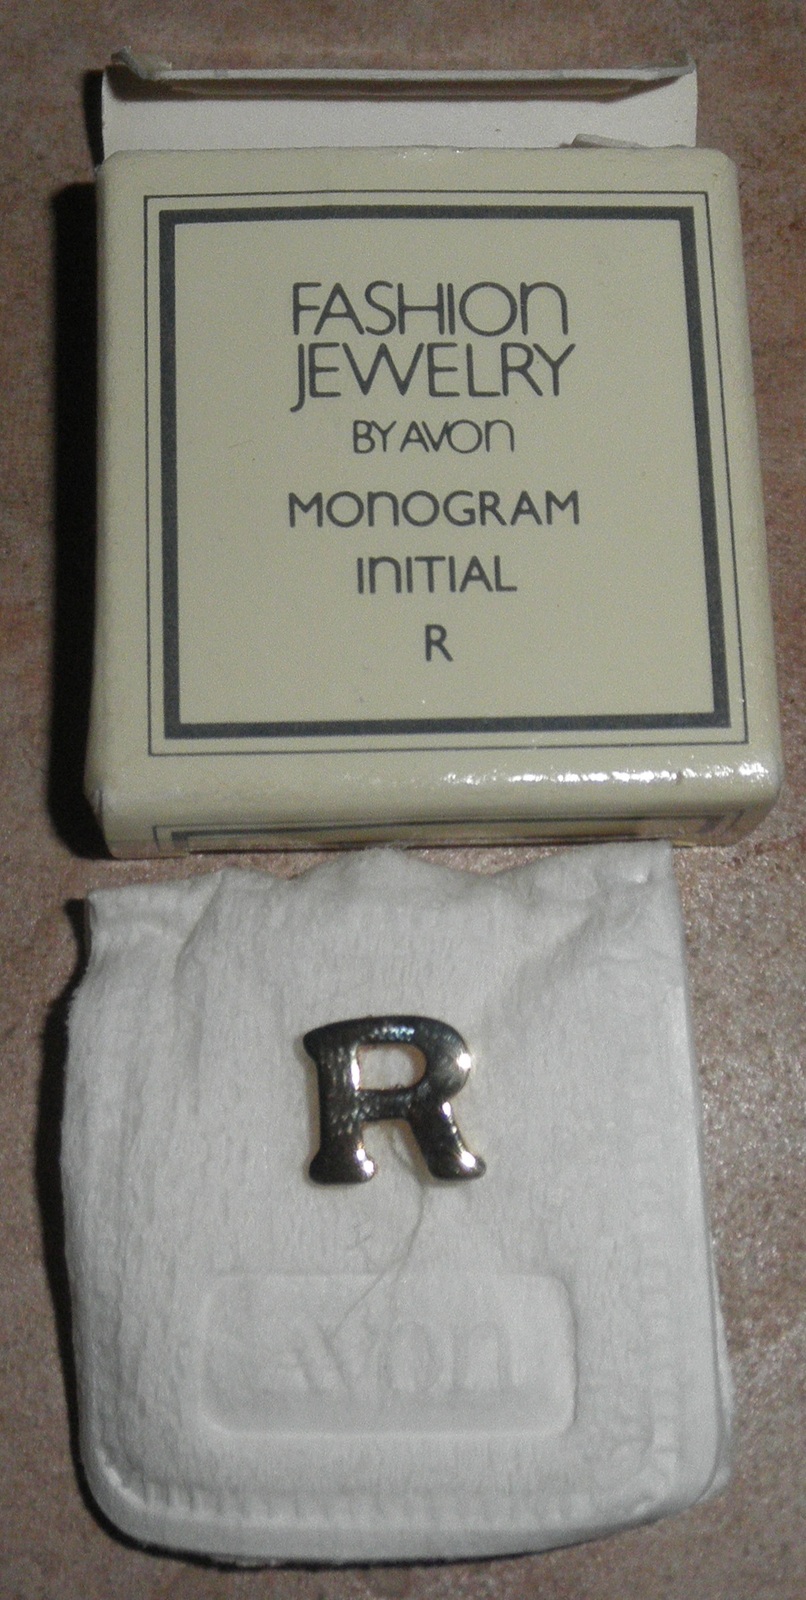 FASHION
JEWELRY
BY AVON
MONOGRAM
INITIAL
R
R
Avon